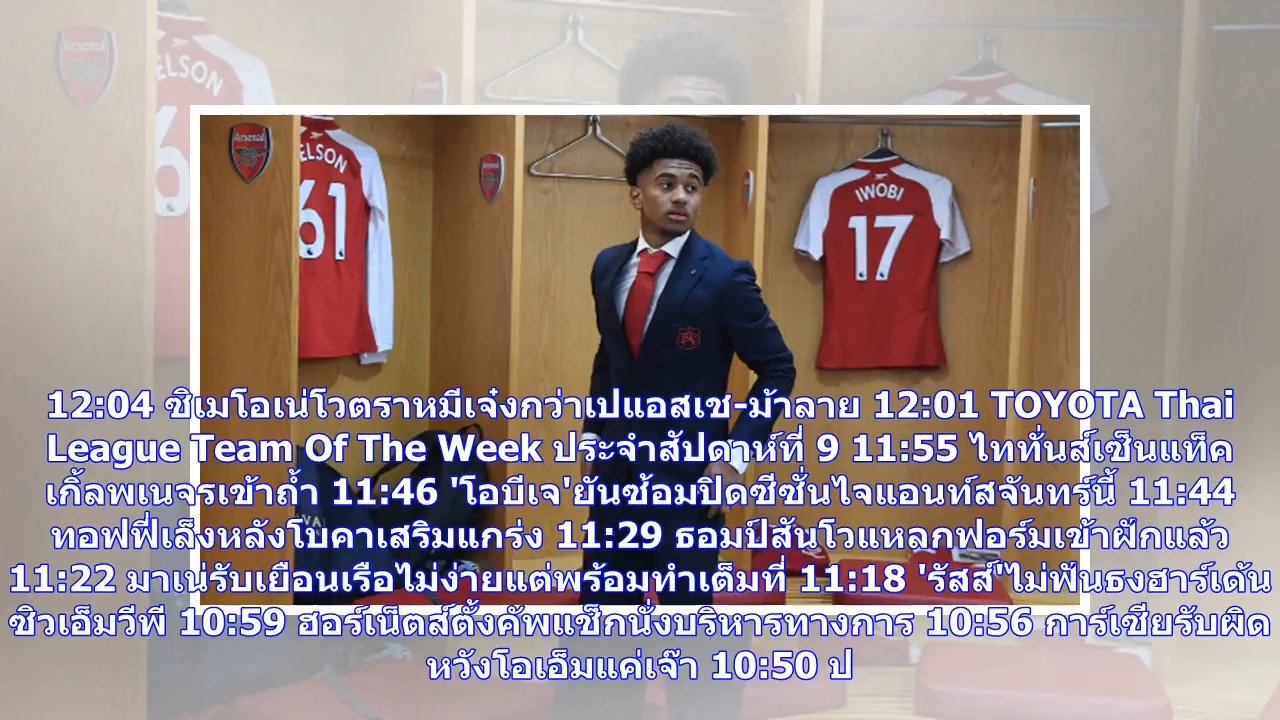 Arsenal
ELSON
61
IWOBI
17
12:04 ซิเมโอเน่โวตราหมีเจ๋งกว่าเปแอสเช-ม้าลาย 12:01 TOYOTA Thai
League Team Of The Week ประจำสัปดาห์ที่ 9 11:55 ไททั่นส์เซ็นแท็ค
เกิ้ลพเนจรเข้าถ้ำ 11:46 'โอบีเจ'ยันซ้อมปิดซีซั่นไจแอนท์สจันทร์นี้ 11:44
ทอฟฟี่เล็งหลังโบคาเสริมแกร่ง 11:29 ธอมป์สันโวแหลกฟอร์มเข้าฝักแล้ว
11:22 มาเน่รับเยือนเรือไม่ง่ายแต่พร้อมทำเต็มที่ 11:18 'รัสส์'ไม่ฟันธงฮาร์เด้น
ซิวเอ็มวีพี 10:59 ฮอร์เน็ตส์ตั้งคัพแช็กนั่งบริหารทางการ 10:56 การ์เซียรับผิด
หวังโอเอ็มแค่เจ๊า 10:50 ป